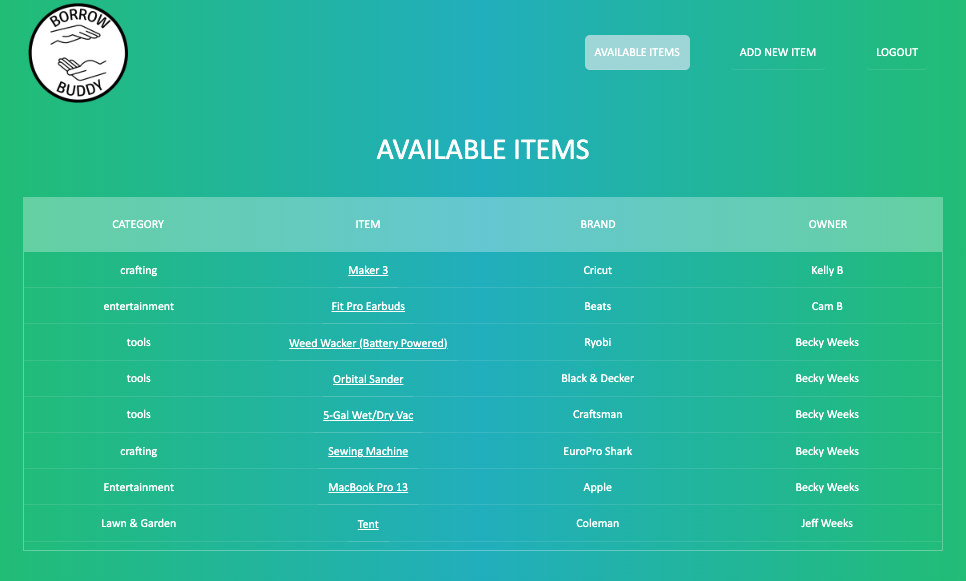 BORROW
BUDDY
AVAILABLE ITEMS ADD NEW ITEM LOGOUT
AVAILABLE ITEMS
CATEGORY ITEM BRAND OWNER
crafting Maker 3 Cricut Kelly B
entertainment Fit Pro Earbuds Beats Cam B
tools Weed Wacker (Battery Powered) Ryobi Becky Weeks
tools Orbital Sander Black & Decker Becky Weeks
tools 5-Gal Wet/Dry Vac Craftsman Becky Weeks
crafting Sewing Machine EuroPro Shark Becky Weeks
Entertainment MacBook Pro 13 Apple Becky Weeks
Lawn & Garden Tent Coleman Jeff Weeks